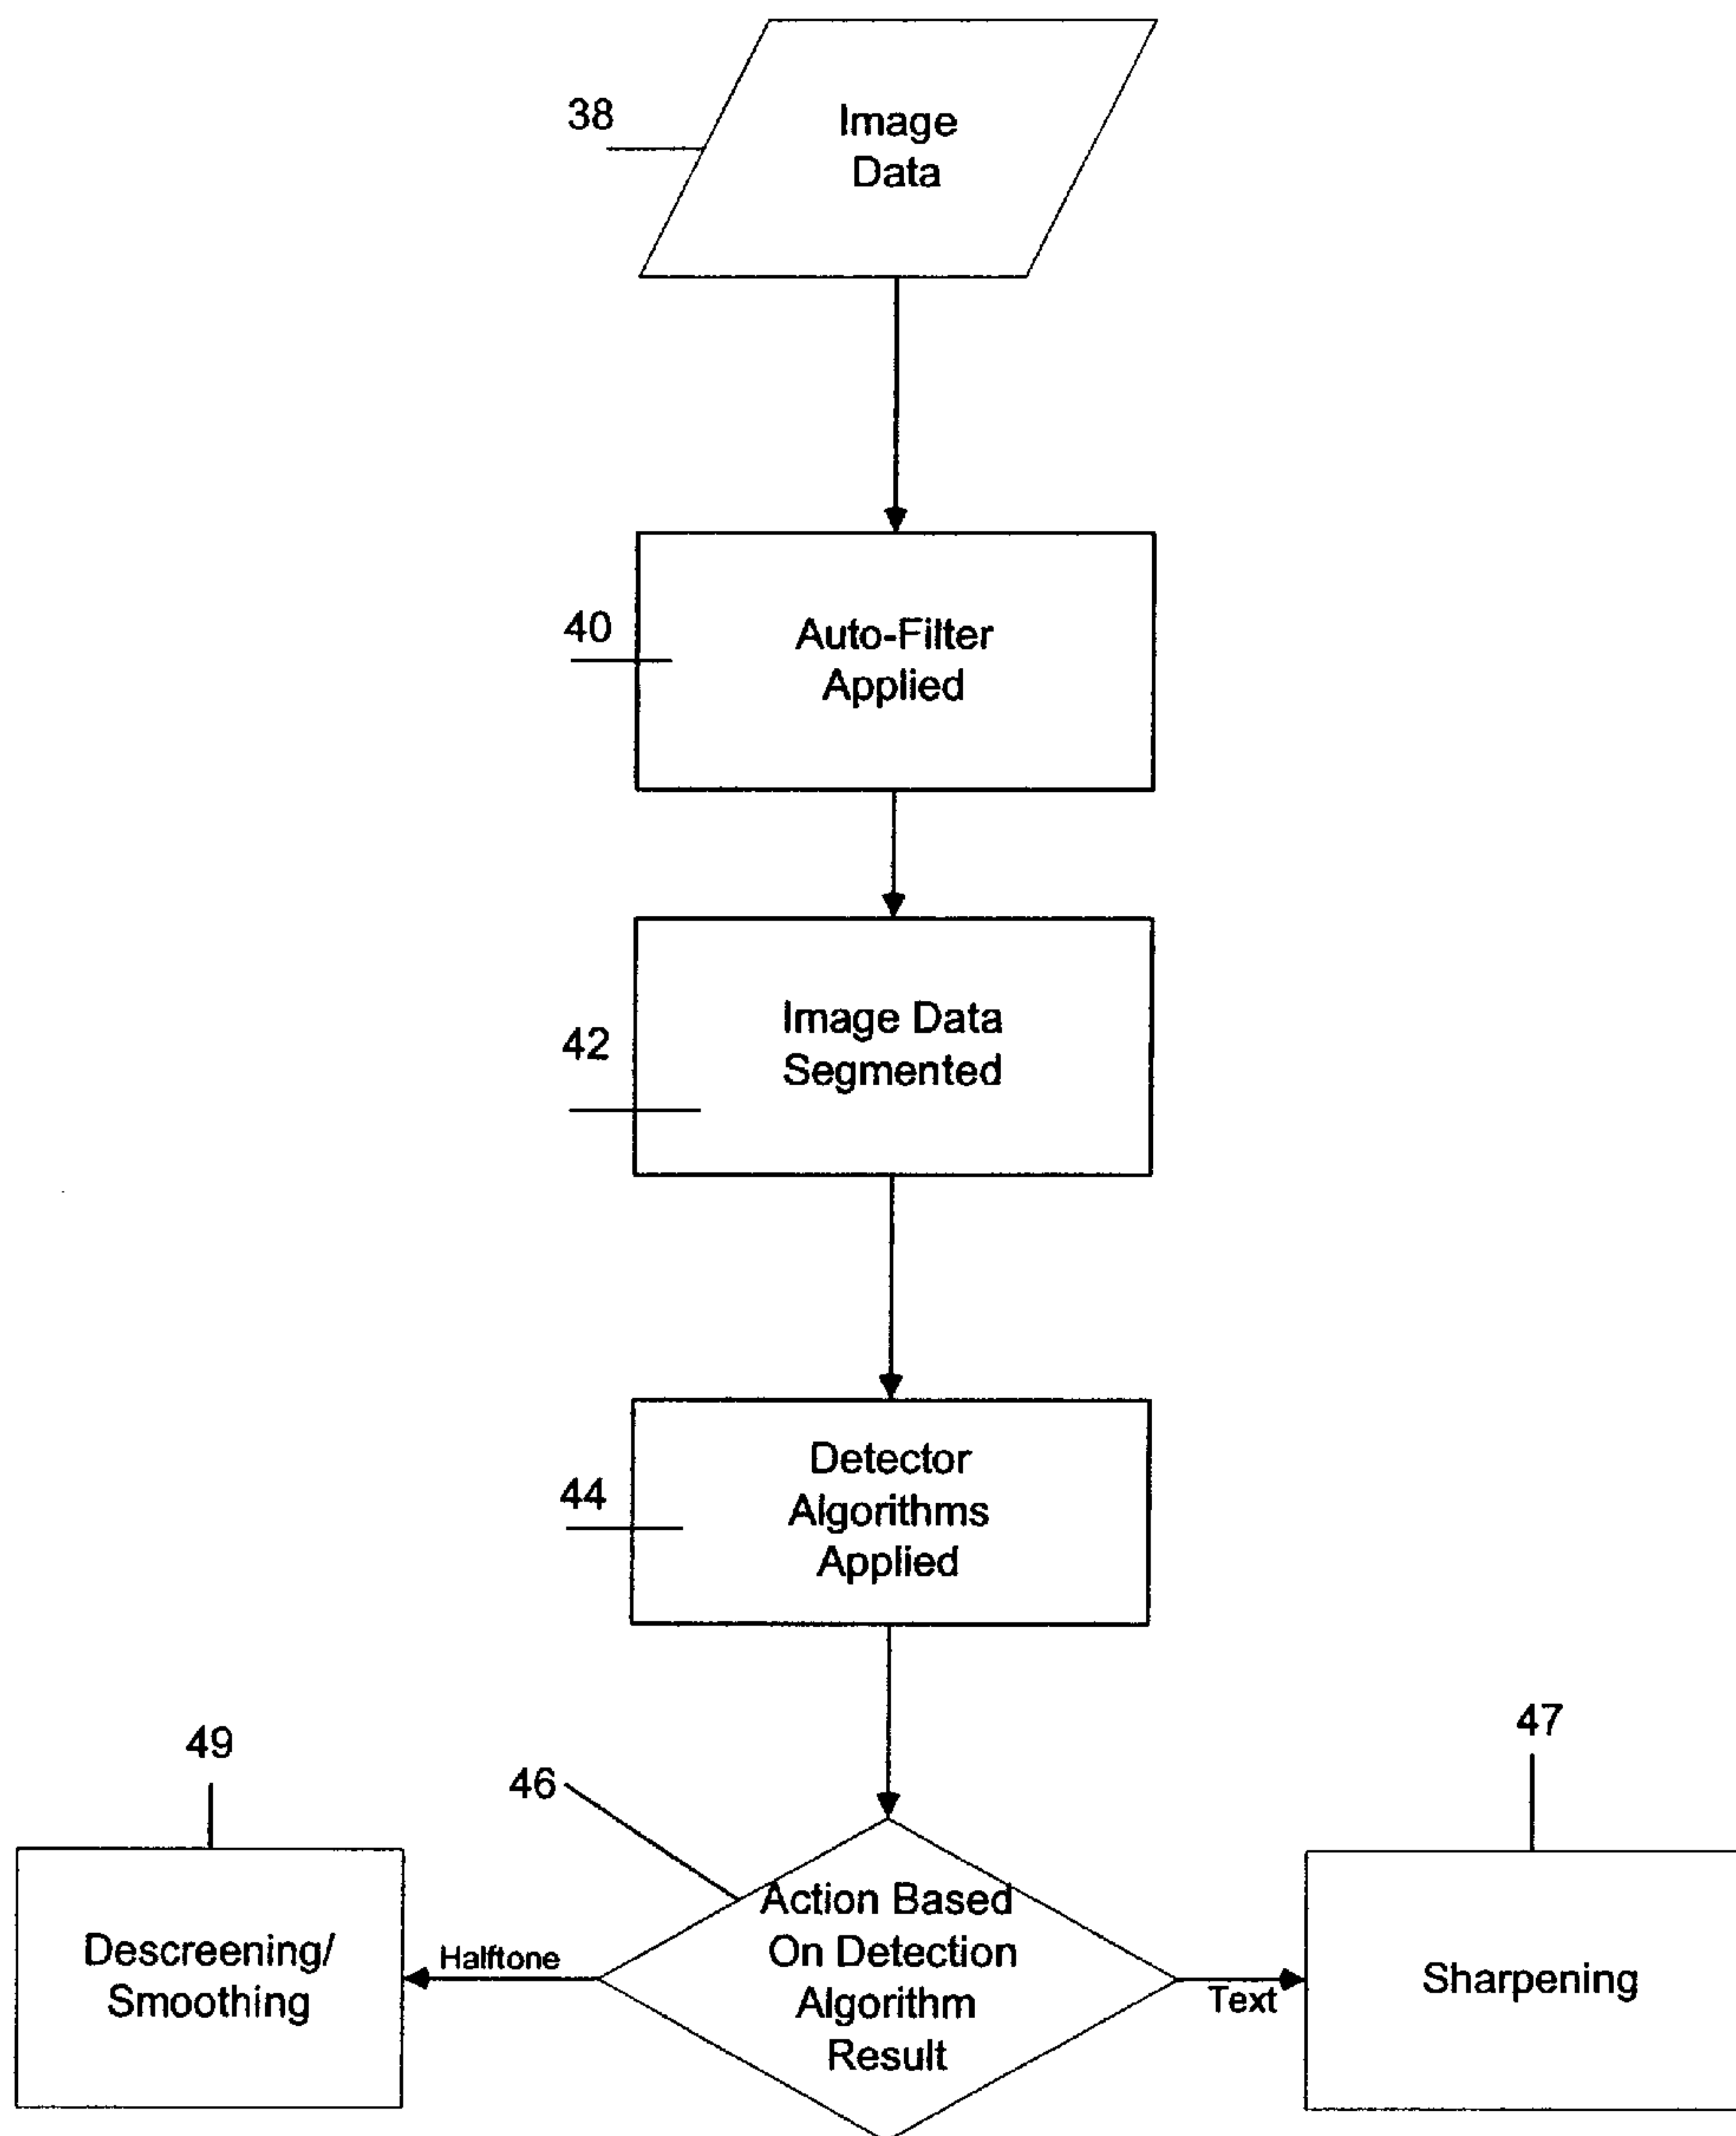 38
Image
Data
40
Auto-Filter
Applied
42
Image Data
Segmented
44
Detector
Algorithms
Applied
49
47
46
Descreening/
Smoothing
Halftone
Action Based
On Detection
Algorithm
Result
Text
Sharpening